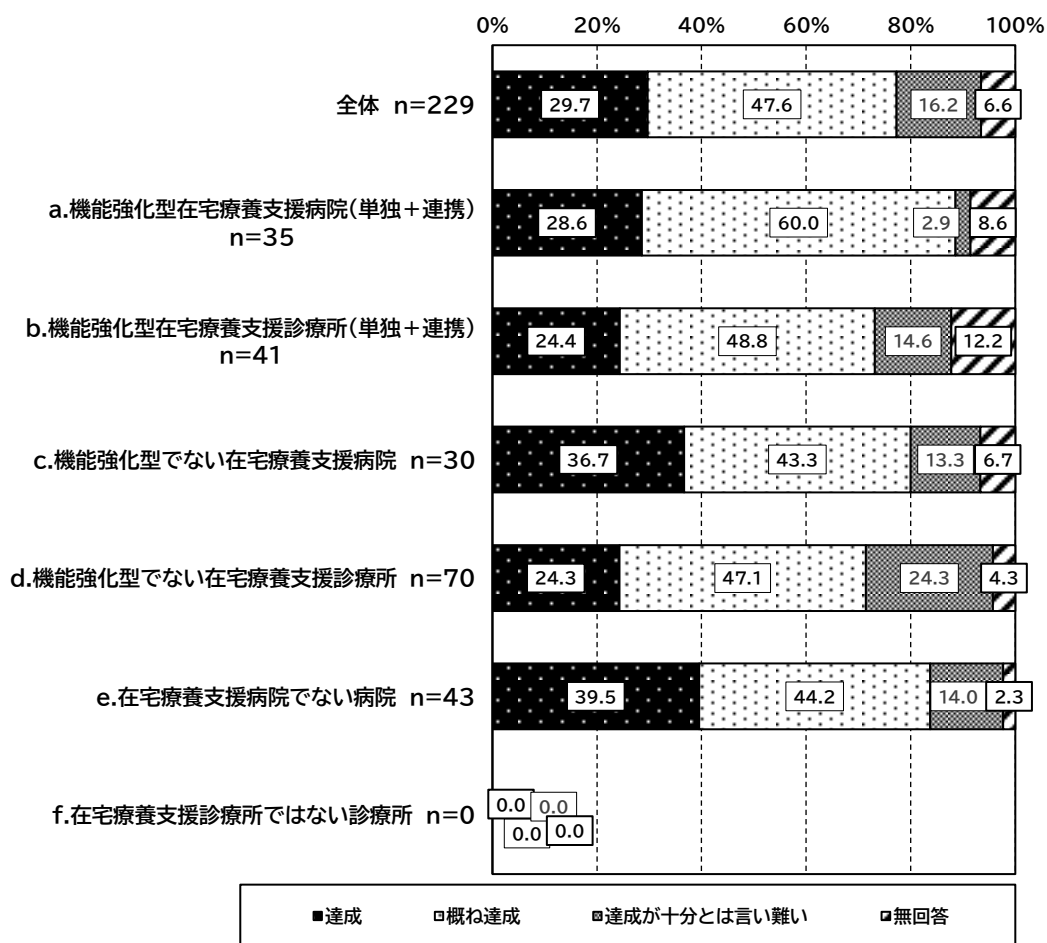 0% 20% 40% 60% 80% 100%
全体 n=229
29.7 47.6 16.2 6.6
a.機能強化型在宅療養支援病院(単独+連携)
n=35
28.6 60.0 2.9 8.6
b.機能強化型在宅療養支援診療所(単独+連携)
n=41
24.4 48.8 14.6 12.2
c.機能強化型でない在宅療養支援病院 n=30
36.7 43.3 13.3 6.7
d.機能強化型でない在宅療養支援診療所 n=70
24.3 47.1 24.3 4.3
e.在宅療養支援病院でない病院 n=43
39.5 44.2 14.0 2.3
f.在宅療養支援診療所ではない診療所 n=0
0.0 0.0
0.0 0.0
達成 概ね達成 達成が十分とは言い難い 無回答